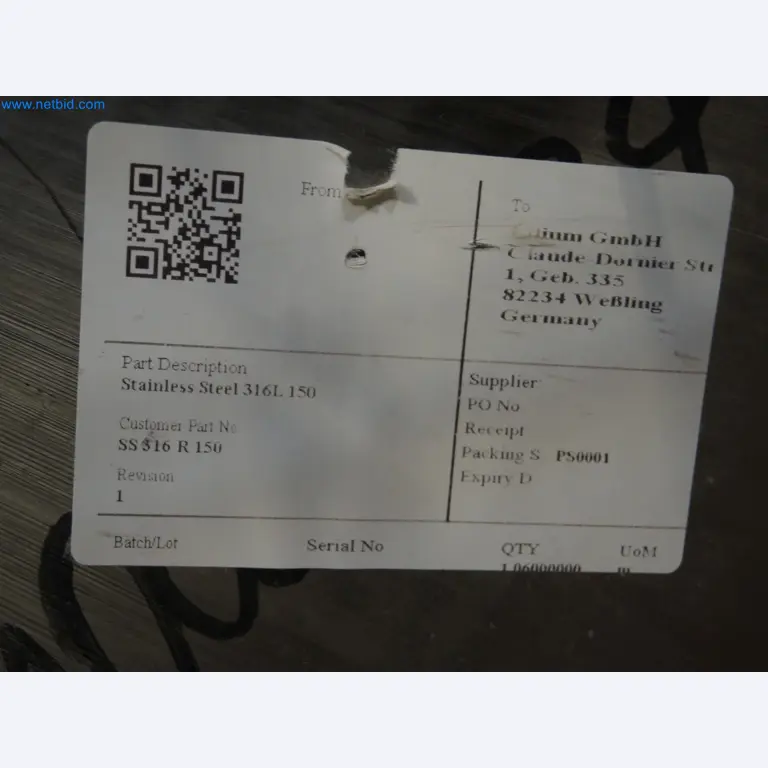 www.netbid.com
From
To
GmbH
Claude-Dornier Str
1, Geb. 335
82234 Weßling
Germany
Part Description
Stainless Steel 316L 150
Customer Part No
SS 316 R 150
Revision
1
Supplier
PO No
Receipt
Packing S PS0001
Expiry D
Batch/Lot
Serial No
QTY
UoM
1.06000000
m